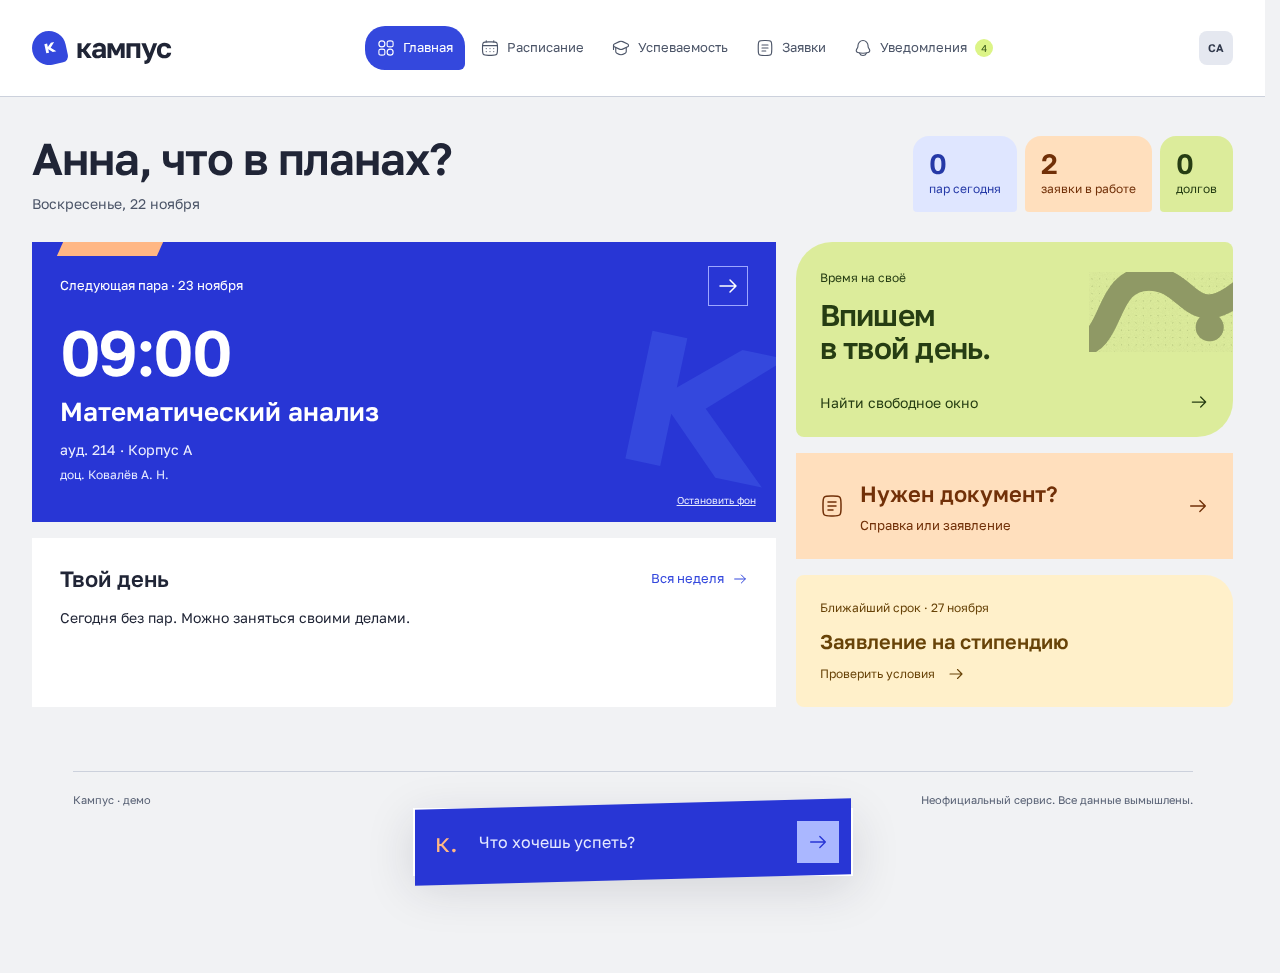 кампус
Главная
Расписание
Успеваемость
Заявки
Уведомления
4
СА
Анна, что в планах?
Воскресенье, 22 ноября
0
пар сегодня
2
заявки в работе
0
долгов
Следующая пара · 23 ноября
09:00
Математический анализ
ауд. 214 · Корпус А
доц. Ковалёв А. Н.
Остановить фон
Время на своё
Впишем
в твой день.
Найти свободное окно
Нужен документ?
Справка или заявление
Твой день
Вся неделя
Сегодня без пар. Можно заняться своими делами.
Ближайший срок · 27 ноября
Заявление на стипендию
Проверить условия
Кампус · демо
Неофициальный сервис. Все данные вымышлены.
к.
Что хочешь успеть?